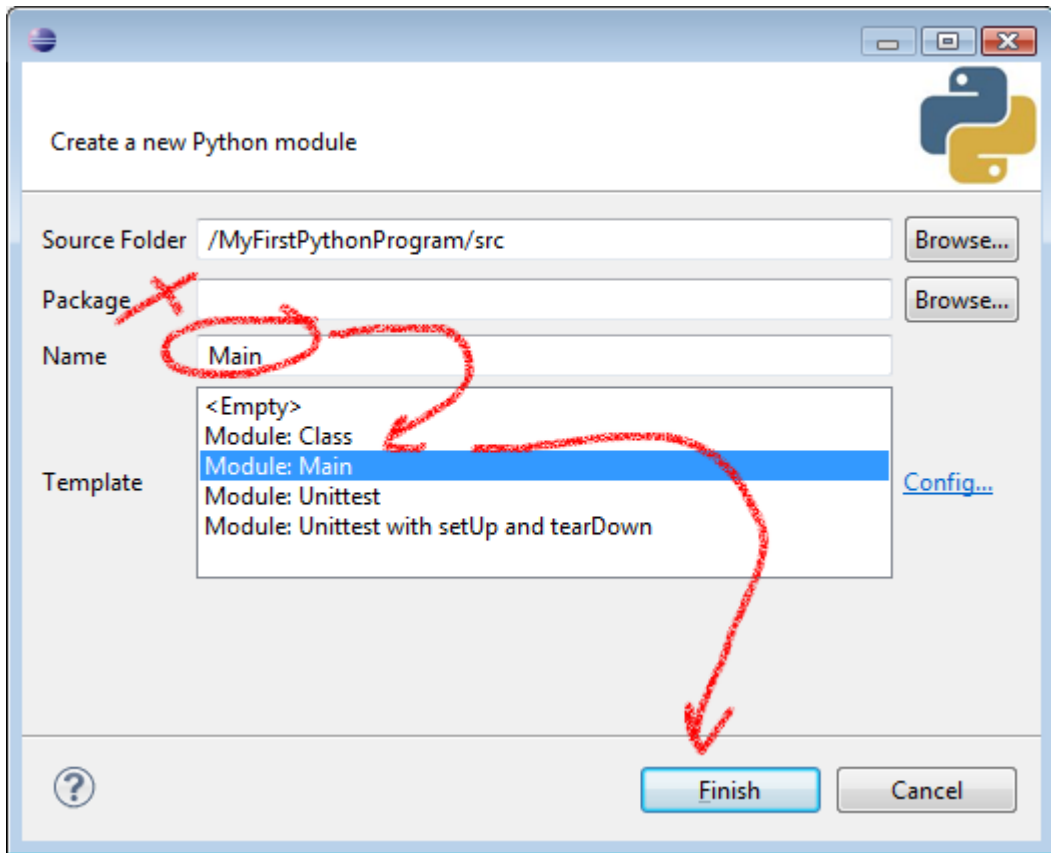 Create a new Python module
Source Folder /MyFirstPythonProgram/src Browse...
Package Browse...
Name Main
<Empty>
Module: Class
Template Module: Main Config...
Module: Unittest
Module: Unittest with setUp and tearDown
? Finish Cancel